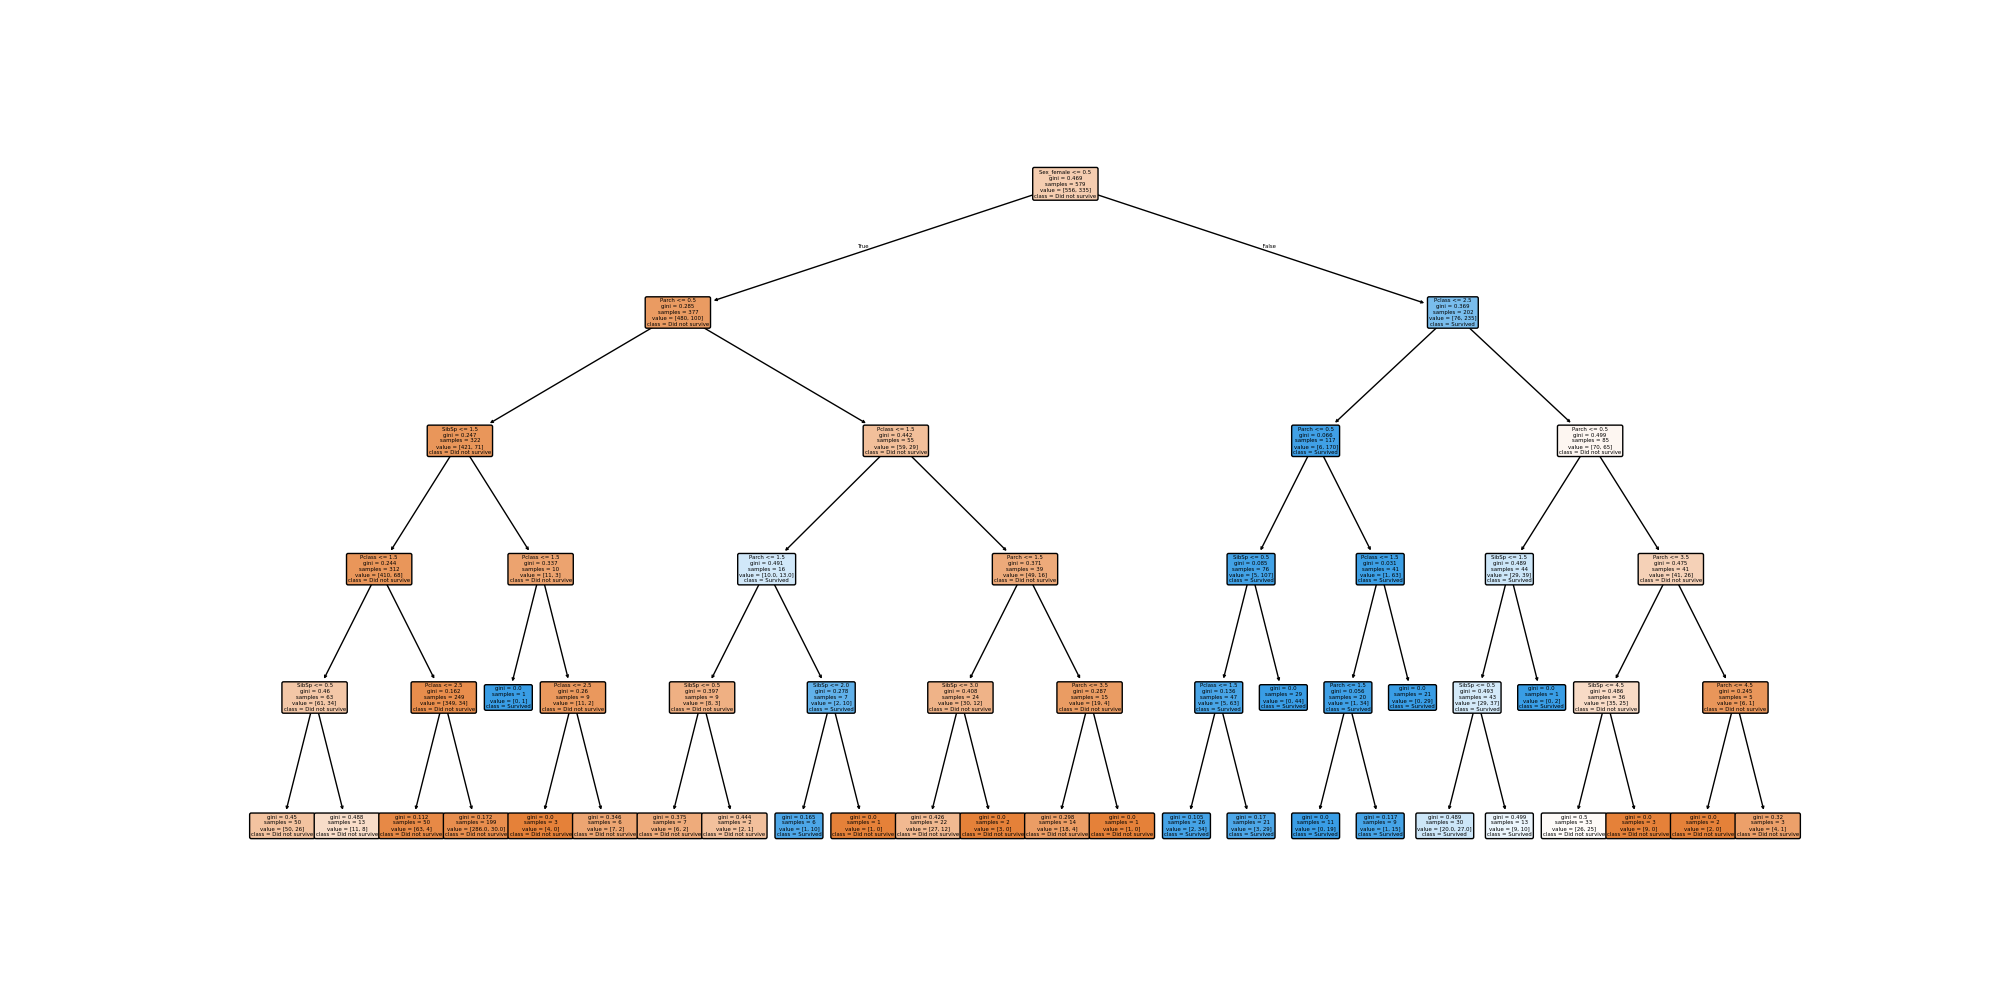 Sex_female <= 0.5
gini = 0.469
samples = 579
value = [556, 335]
class = Did not survive
True
False
Parch <= 0.5
gini = 0.285
samples = 377
value = [480, 100]
class = Did not survive
Pclass <= 2.5
gini = 0.369
samples = 202
value = [76, 235]
class = Survived
SibSp <= 1.5
gini = 0.247
samples = 322
value = [421, 71]
class = Did not survive
Pclass <= 1.5
gini = 0.442
samples = 55
value = [59, 29]
class = Did not survive
Parch <= 0.5
gini = 0.066
samples = 117
value = [6, 170]
class = Survived
Parch <= 0.5
gini = 0.499
samples = 85
value = [70, 65]
class = Did not survive
Pclass <= 1.5
gini = 0.244
samples = 312
value = [410, 68]
class = Did not survive
Pclass <= 1.5
gini = 0.337
samples = 10
value = [11, 3]
class = Did not survive
Parch <= 1.5
gini = 0.491
samples = 16
value = [10.0, 13.0]
class = Survived
Parch <= 1.5
gini = 0.371
samples = 39
value = [49, 16]
class = Did not survive
SibSp <= 0.5
gini = 0.085
samples = 76
value = [5, 107]
class = Survived
Pclass <= 1.5
gini = 0.031
samples = 41
value = [1, 63]
class = Survived
SibSp <= 1.5
gini = 0.489
samples = 44
value = [29, 39]
class = Survived
Parch <= 3.5
gini = 0.475
samples = 41
value = [41, 26]
class = Did not survive
SibSp <= 0.5
gini = 0.46
samples = 63
value = [61, 34]
class = Did not survive
Pclass <= 2.5
gini = 0.162
samples = 249
value = [349, 34]
class = Did not survive
gini = 0.0
samples = 1
value = [0, 1]
class = Survived
Pclass <= 2.5
gini = 0.26
samples = 9
value = [11, 2]
class = Did not survive
SibSp <= 0.5
gini = 0.397
samples = 9
value = [8, 3]
class = Did not survive
SibSp <= 2.0
gini = 0.278
samples = 7
value = [2, 10]
class = Survived
SibSp <= 3.0
gini = 0.408
samples = 24
value = [30, 12]
class = Did not survive
Parch <= 3.5
gini = 0.287
samples = 15
value = [19, 4]
class = Did not survive
Pclass <= 1.5
gini = 0.136
samples = 47
value = [5, 63]
class = Survived
gini = 0.0
samples = 29
value = [0, 44]
class = Survived
Parch <= 1.5
gini = 0.056
samples = 20
value = [1, 34]
class = Survived
gini = 0.0
samples = 21
value = [0, 29]
class = Survived
SibSp <= 0.5
gini = 0.493
samples = 43
value = [29, 37]
class = Survived
gini = 0.0
samples = 1
value = [0, 2]
class = Survived
SibSp <= 4.5
gini = 0.486
samples = 36
value = [35, 25]
class = Did not survive
Parch <= 4.5
gini = 0.245
samples = 5
value = [6, 1]
class = Did not survive
gini = 0.45
samples = 50
value = [50, 26]
class = Did not survive
gini = 0.488
samples = 13
value = [11, 8]
class = Did not survive
gini = 0.112
samples = 50
value = [63, 4]
class = Did not survive
gini = 0.172
samples = 199
value = [286.0, 30.0]
class = Did not survive
gini = 0.0
samples = 3
value = [4, 0]
class = Did not survive
gini = 0.346
samples = 6
value = [7, 2]
class = Did not survive
gini = 0.375
samples = 7
value = [6, 2]
class = Did not survive
gini = 0.444
samples = 2
value = [2, 1]
class = Did not survive
gini = 0.165
samples = 6
value = [1, 10]
class = Survived
gini = 0.0
samples = 1
value = [1, 0]
class = Did not survive
gini = 0.426
samples = 22
value = [27, 12]
class = Did not survive
gini = 0.0
samples = 2
value = [3, 0]
class = Did not survive
gini = 0.298
samples = 14
value = [18, 4]
class = Did not survive
gini = 0.0
samples = 1
value = [1, 0]
class = Did not survive
gini = 0.105
samples = 26
value = [2, 34]
class = Survived
gini = 0.17
samples = 21
value = [3, 29]
class = Survived
gini = 0.0
samples = 11
value = [0, 19]
class = Survived
gini = 0.117
samples = 9
value = [1, 15]
class = Survived
gini = 0.489
samples = 30
value = [20.0, 27.0]
class = Survived
gini = 0.499
samples = 13
value = [9, 10]
class = Survived
gini = 0.5
samples = 33
value = [26, 25]
class = Did not survive
gini = 0.0
samples = 3
value = [9, 0]
class = Did not survive
gini = 0.0
samples = 2
value = [2, 0]
class = Did not survive
gini = 0.32
samples = 3
value = [4, 1]
class = Did not survive